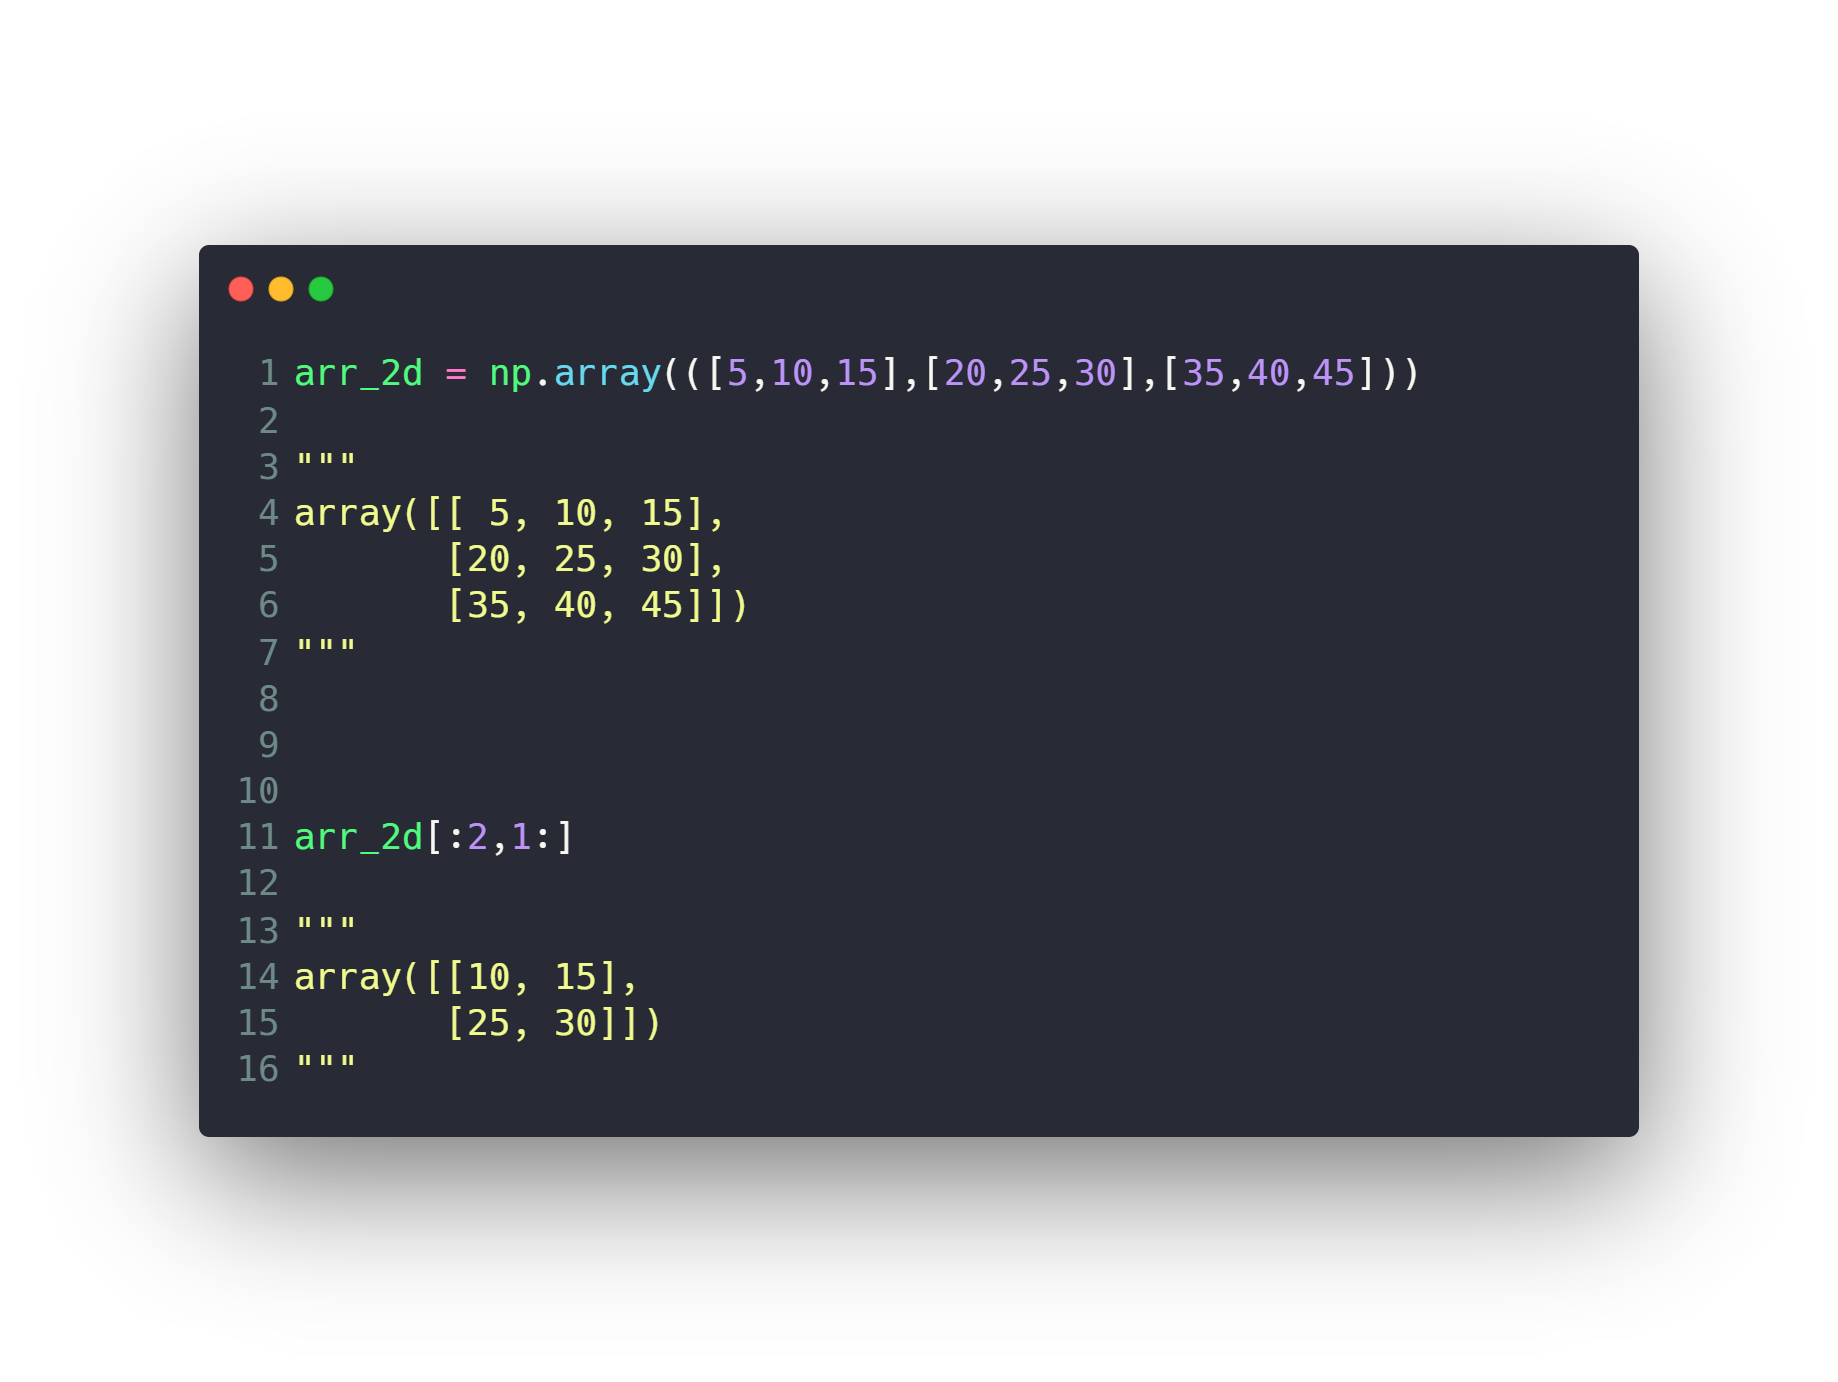 1 arr_2d = np.array(([5,10,15],[20,25,30],[35,40,45]))
2
3 """
4 array([[ 5, 10, 15],
5        [20, 25, 30],
6        [35, 40, 45]])
7 """
8
9
10
11 arr_2d[:2,1:]
12
13 """
14 array([[10, 15],
15        [25, 30]])
16 """